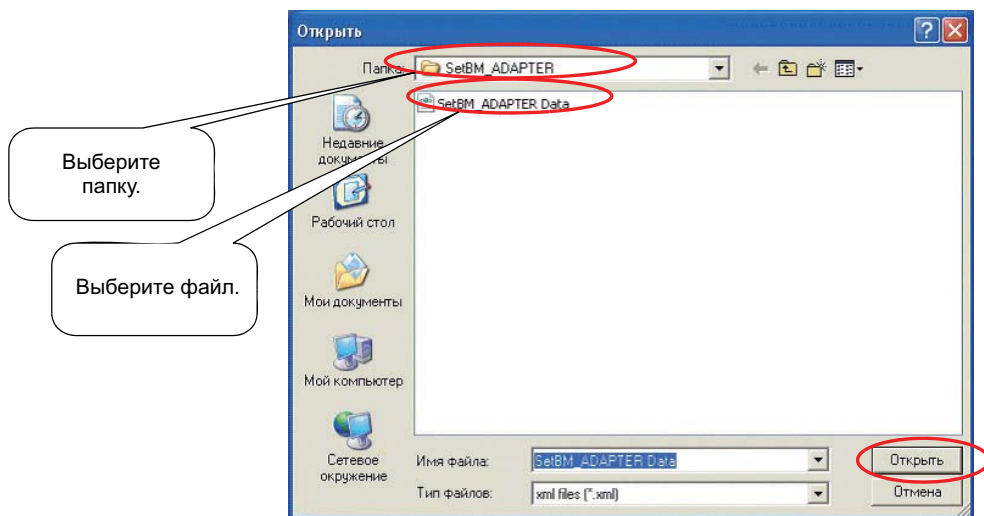 Открыть
Папка: SetBM_ADAPTER
SetBM_ADAPTER Data
Недавние
документы
Рабочий стол
Мои документы
Мой компьютер
Сетевое
окружение
Выберите
папку.
Выберите файл.
Имя файла: SetBM_ADAPTER Data
Открыть
Тип файлов: xml files (*.xml)
Отмена